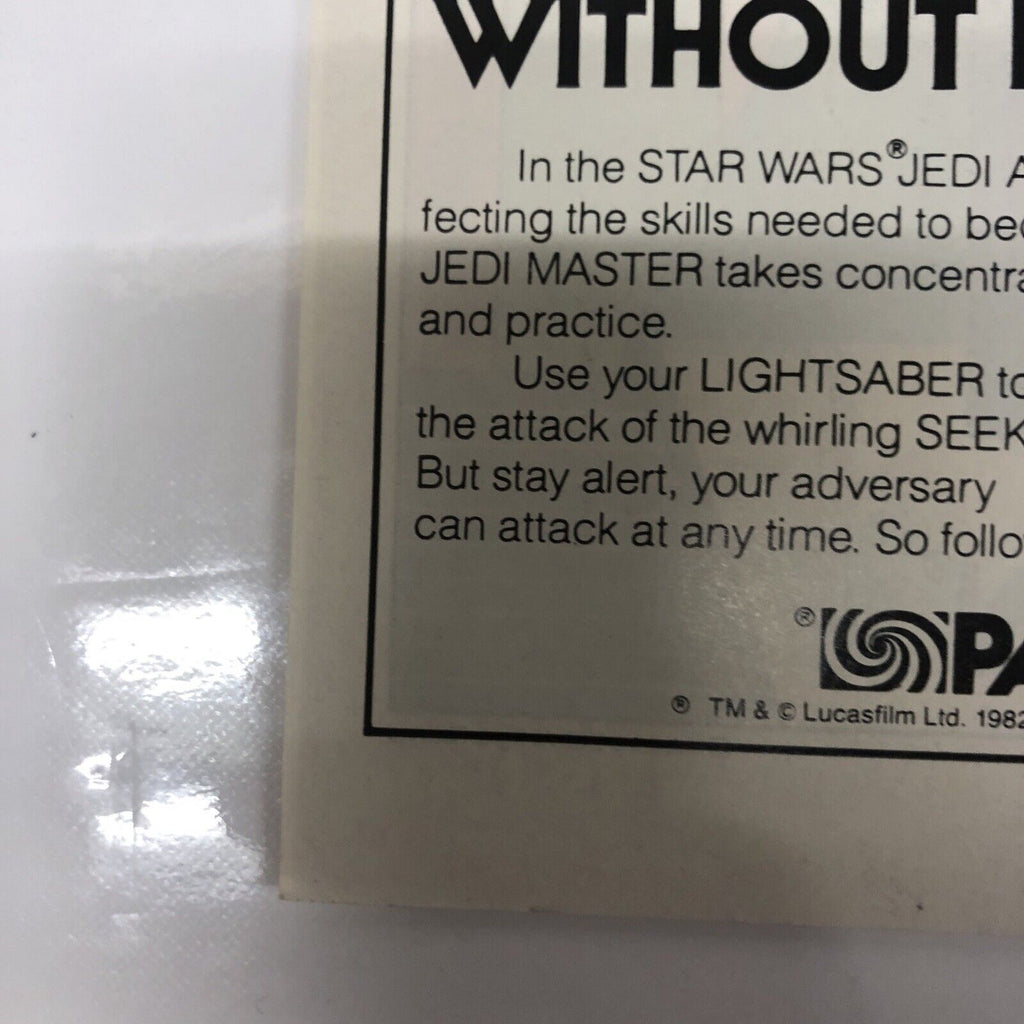 WITHOUT
In the STAR WARS® JEDI A
fecting the skills needed to be
JEDI MASTER takes concentra
and practice.
Use your LIGHTSABER to
the attack of the whirling SEEK
But stay alert, your adversary
can attack at any time. So follo
® PA
® TM & © Lucasfilm Ltd. 1982